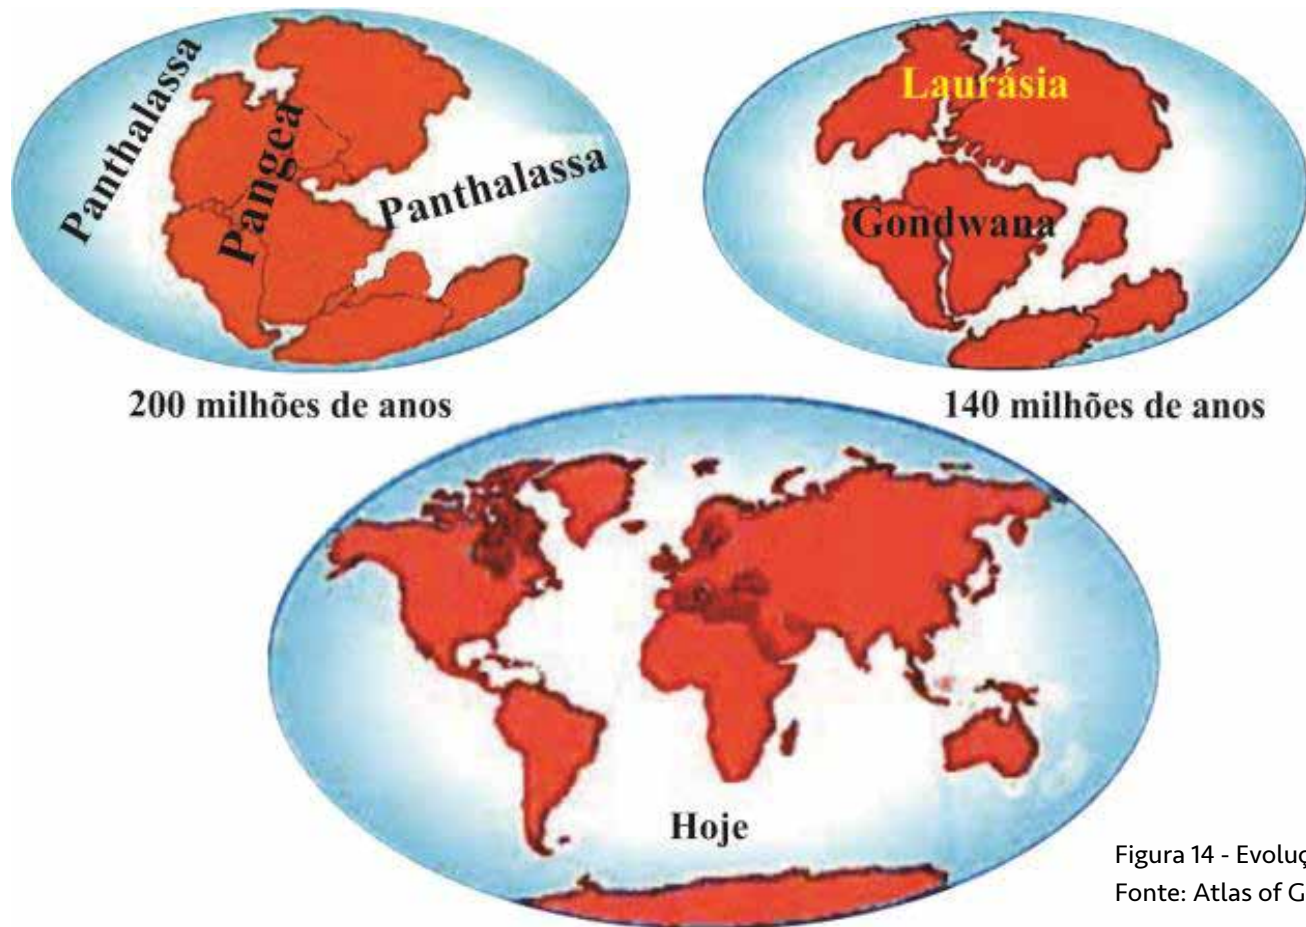 Panthalassa
Pangea
Panthalassa
200 milhões de anos
Laurásia
Gondwana
140 milhões de anos
Hoje
Figura 14 - Evoluç
Fonte: Atlas of G